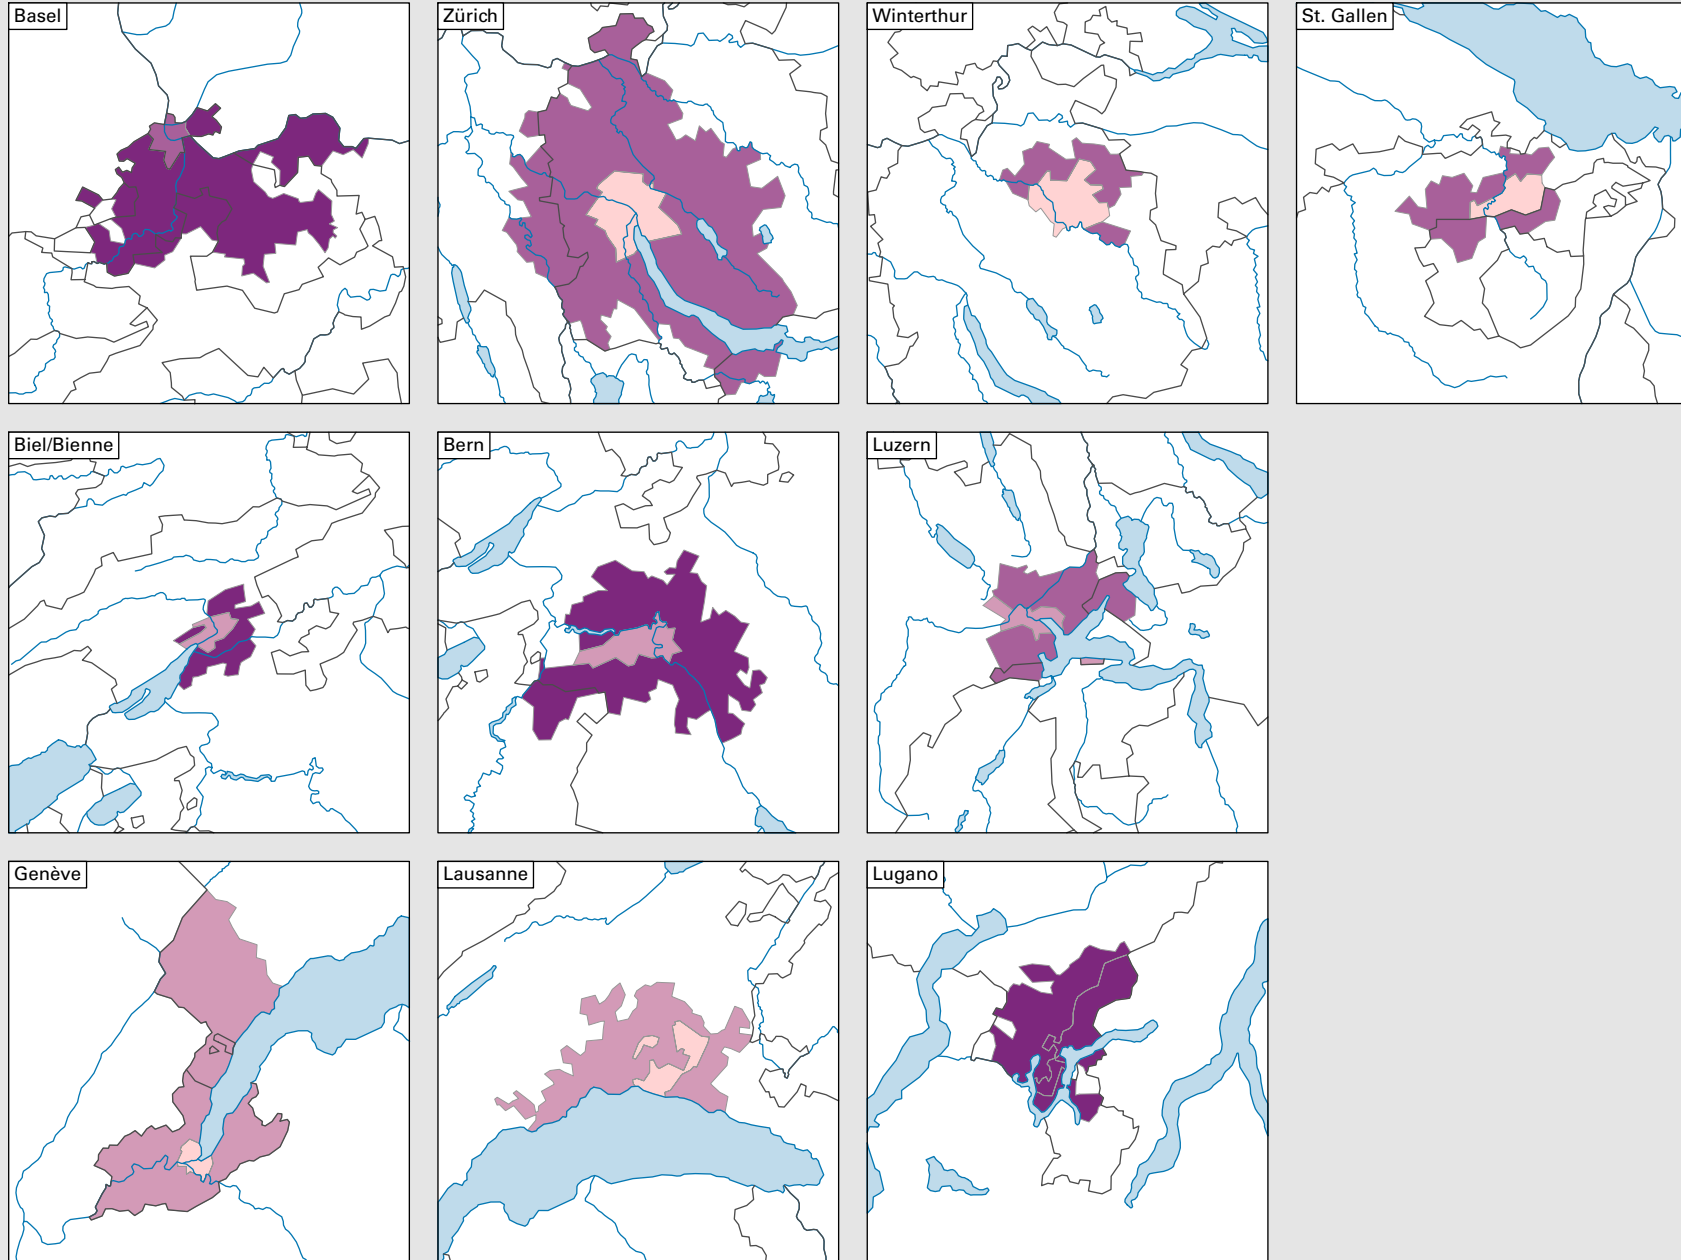 Basel
Zürich
Winterthur
St. Gallen
Biel/Bienne
Bern
Luzern
Genève
Lausanne
Lugano